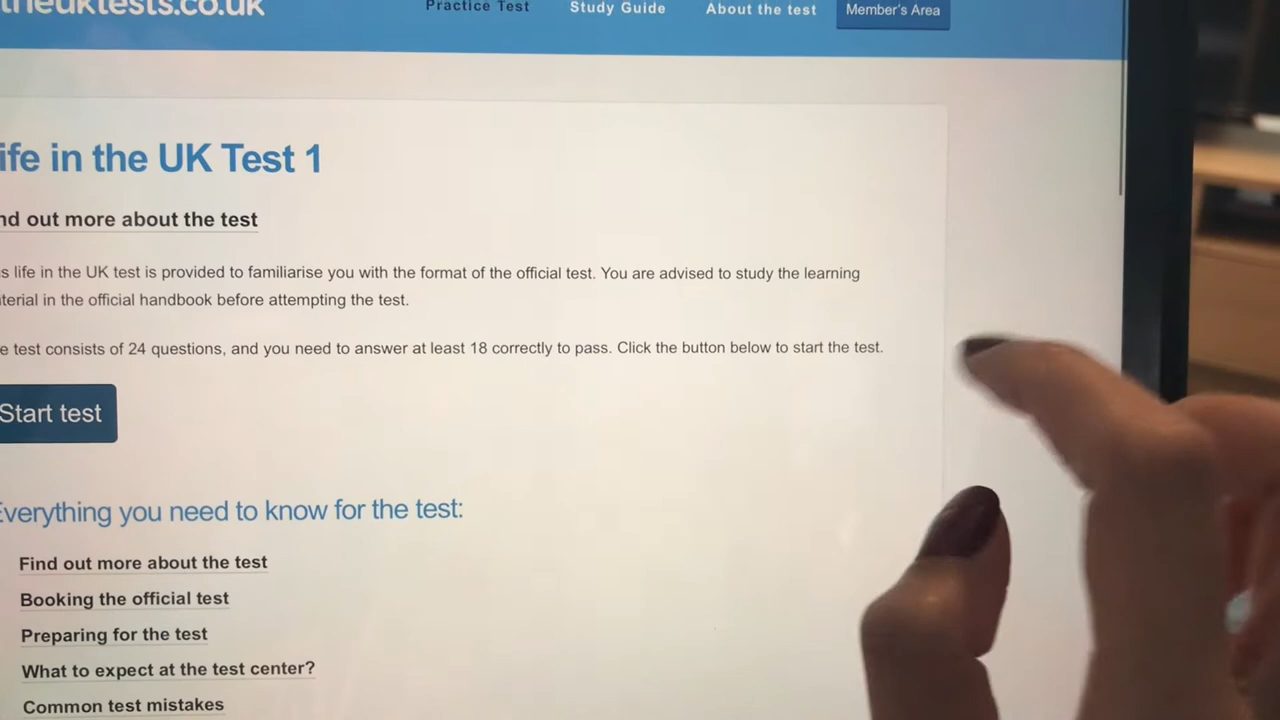 theuktests.co.uk
Practice Test Study Guide About the test Member's Area
ife in the UK Test 1
nd out more about the test
s life in the UK test is provided to familiarise you with the format of the official test. You are advised to study the learning
terial in the official handbook before attempting the test.
e test consists of 24 questions, and you need to answer at least 18 correctly to pass. Click the button below to start the test.
Start test
Everything you need to know for the test:
Find out more about the test
Booking the official test
Preparing for the test
What to expect at the test center?
Common test mistakes